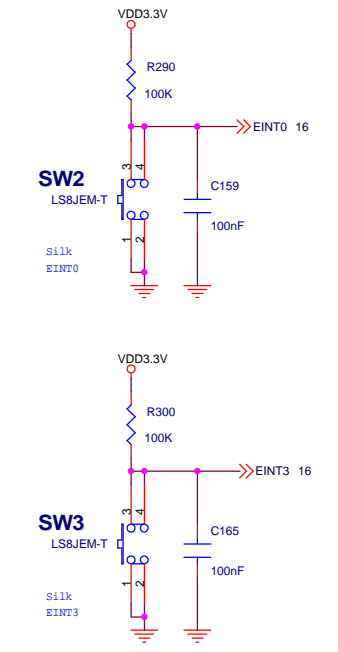 VDD3.3V
R290
100K
EINT0 16
3 4
SW2
LS8JEM-T
C159
100nF
1 2
Silk
EINT0
VDD3.3V
R300
100K
EINT3 16
3 4
SW3
LS8JEM-T
C165
100nF
1 2
Silk
EINT3